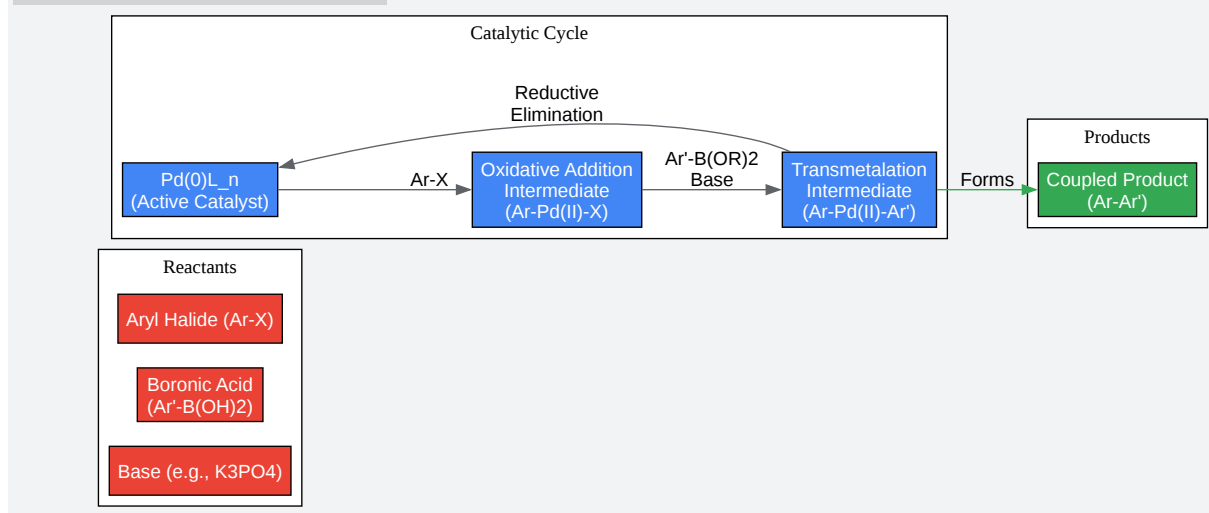 Catalytic Cycle
Reductive
Elimination
Pd(0)L_n
(Active Catalyst)
Ar-X
Oxidative Addition
Intermediate
(Ar-Pd(II)-X)
Ar'-B(OR)2
Base
Transmetalation
Intermediate
(Ar-Pd(II)-Ar')
Forms
Products
Coupled Product
(Ar-Ar')
Reactants
Aryl Halide (Ar-X)
Boronic Acid
(Ar'-B(OH)2)
Base (e.g., K3PO4)